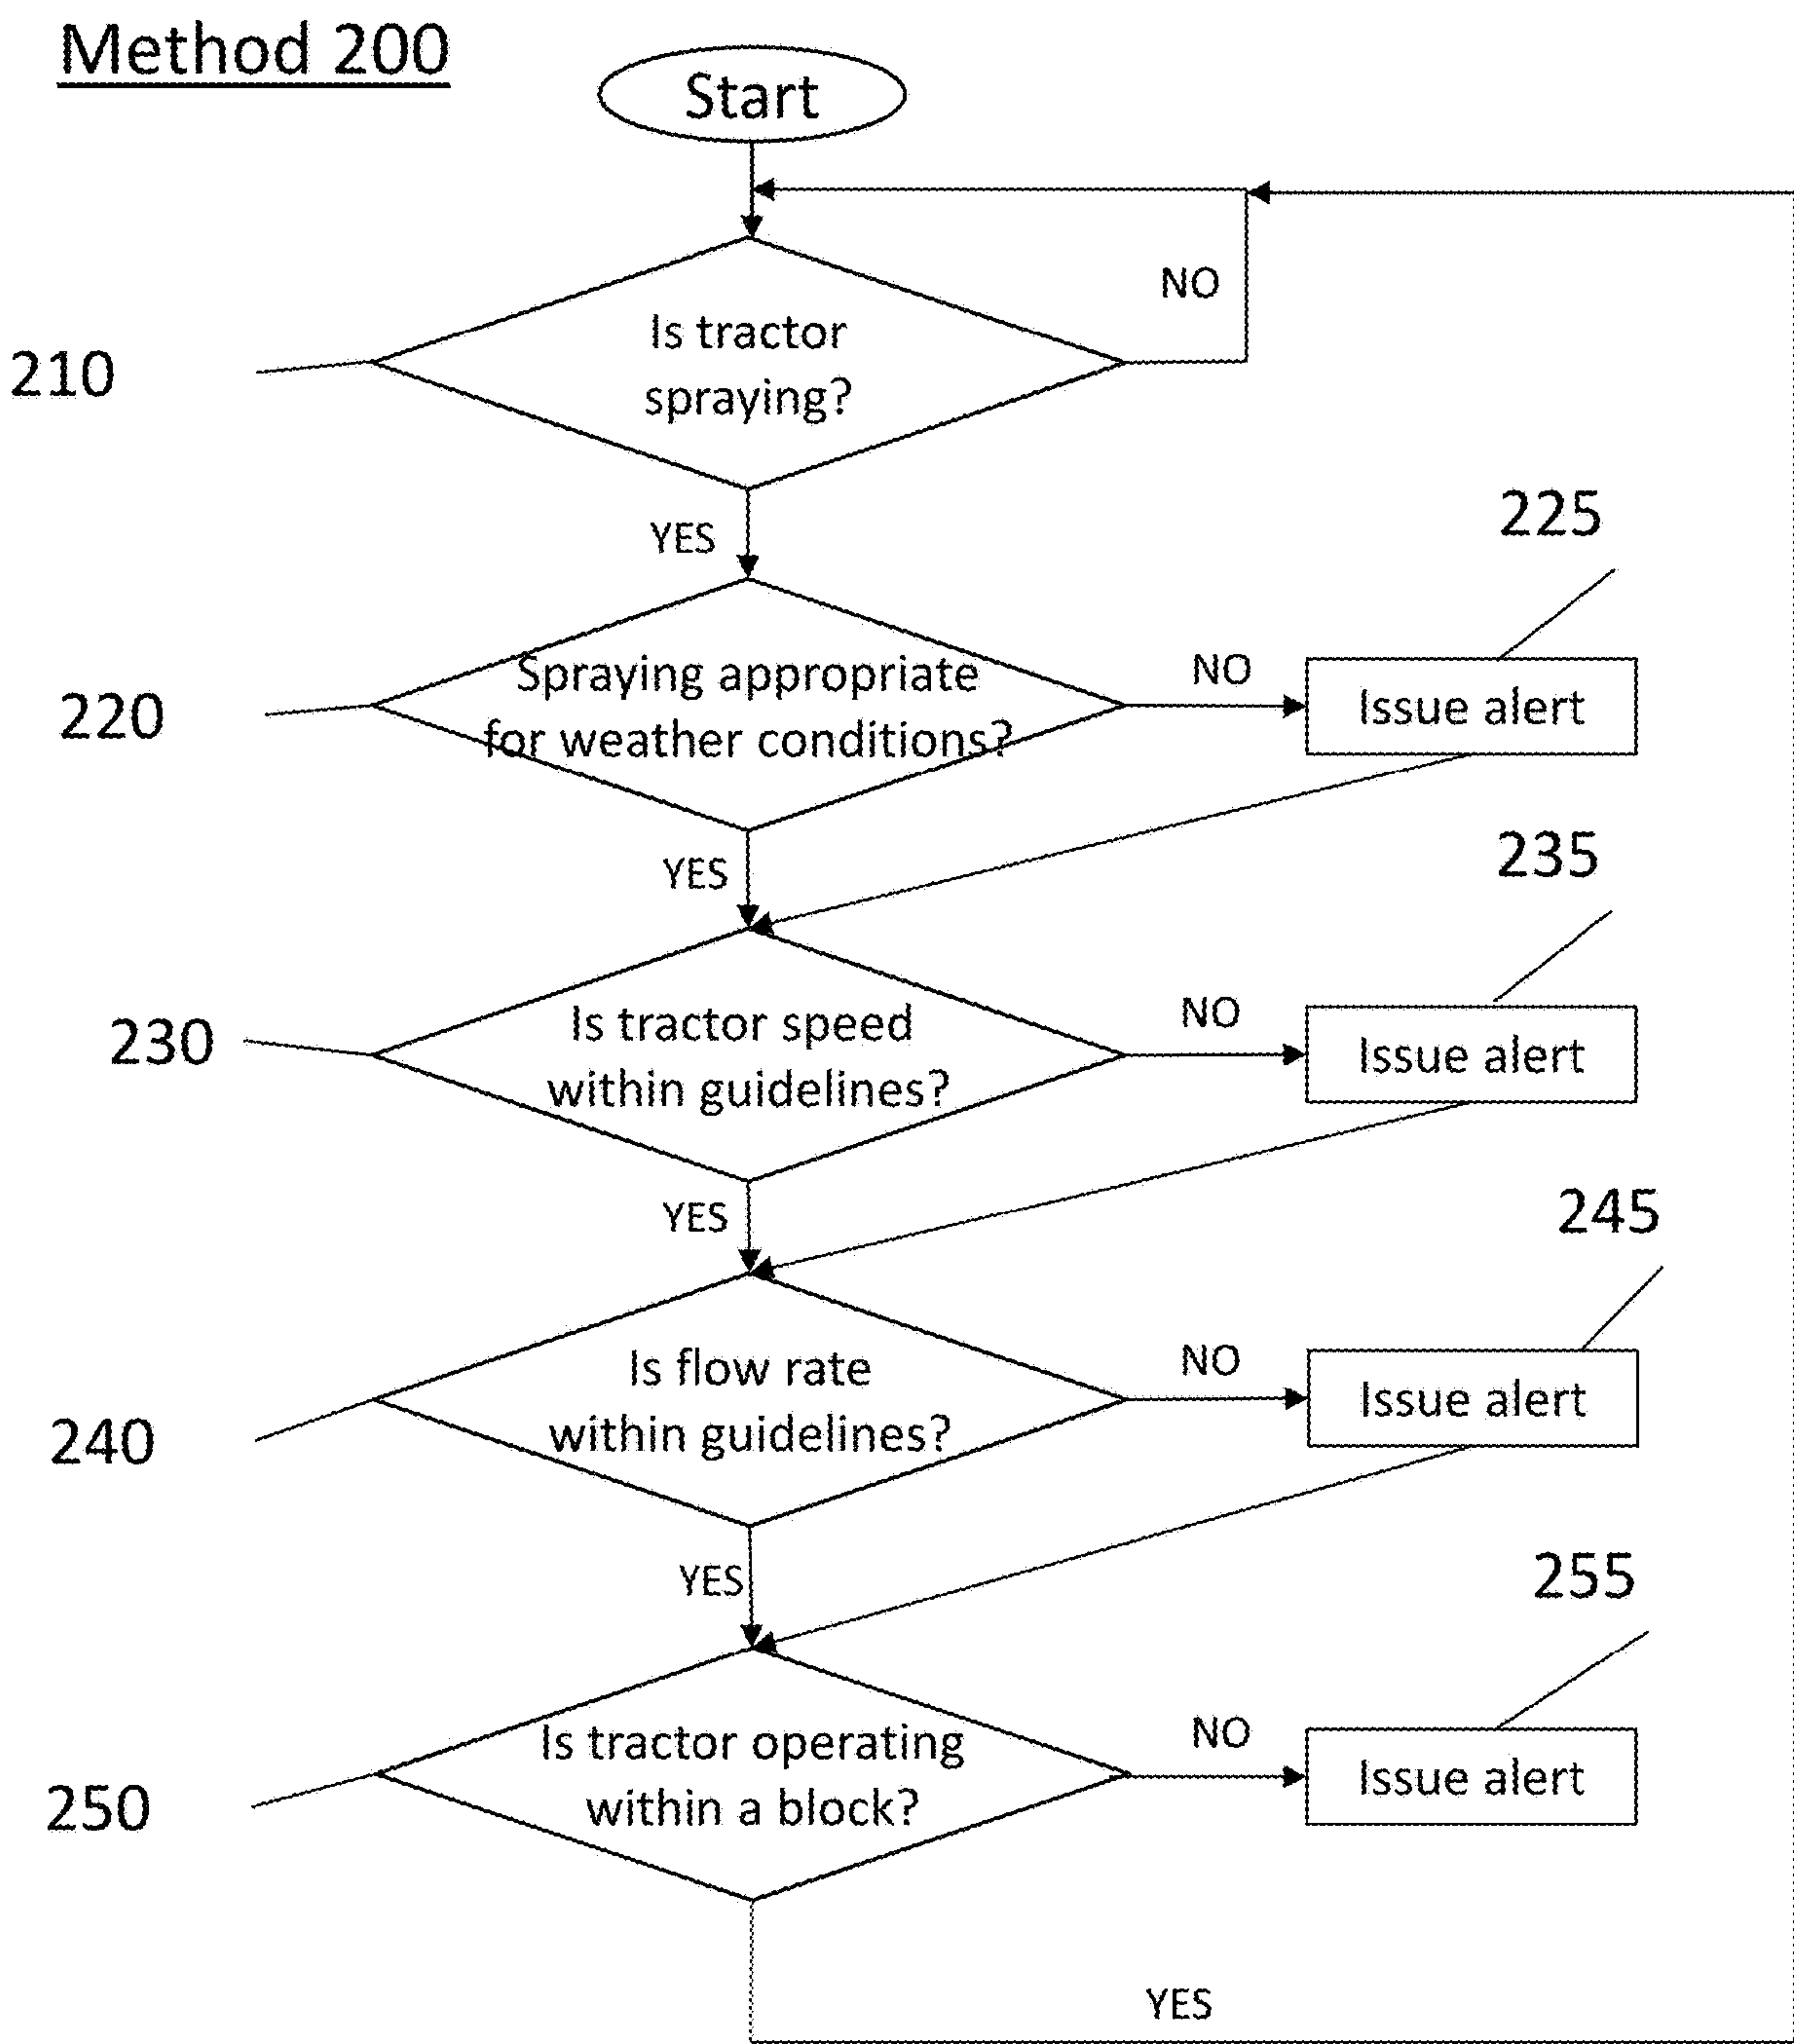 Method 200
Start
NO
Is tractor
spraying?
210
YES
225
Spraying appropriate
for weather conditions?
NO
Issue alert
220
YES
235
Is tractor speed
within guidelines?
NO
Issue alert
230
YES
245
Is flow rate
within guidelines?
NO
Issue alert
240
YES
255
Is tractor operating
within a block?
NO
Issue alert
250
YES